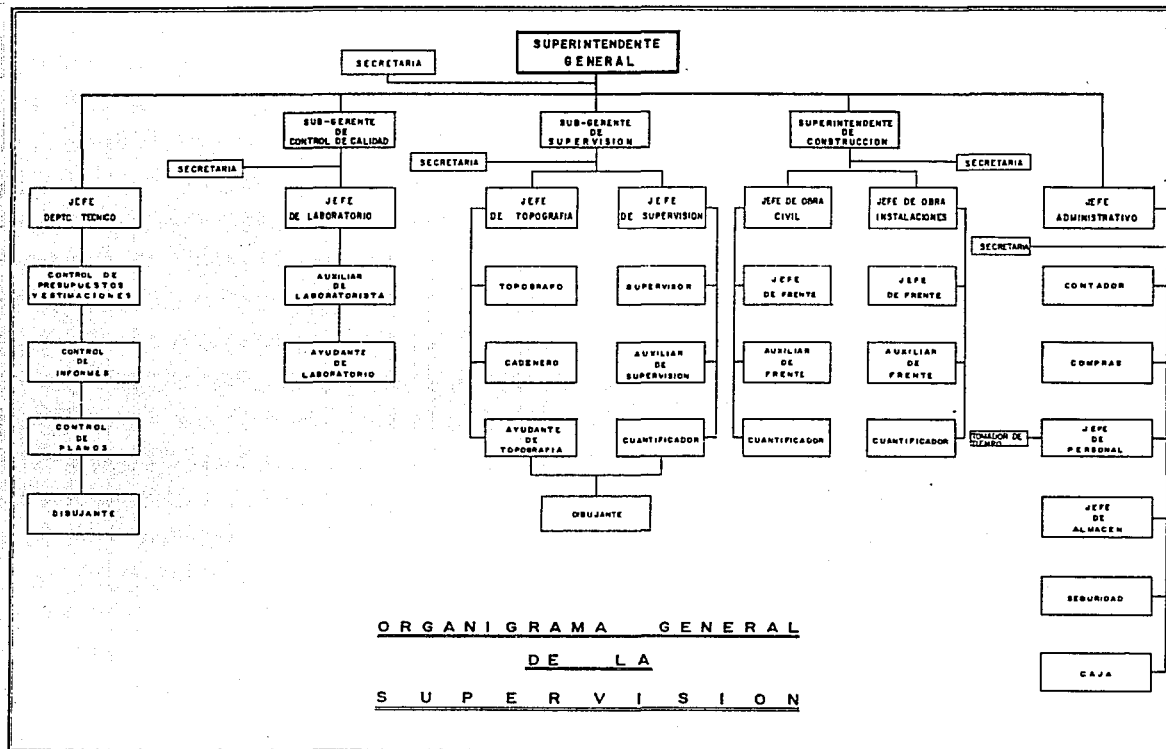 SUPERINTENDENTE
GENERAL
SECRETARIA
SUB-GERENTE
DE
CONTROL DE CALIDAD
SUB-GERENTE
DE
SUPERVISION
SUPERINTENDENTE
DE
CONSTRUCCION
SECRETARIA
SECRETARIA
SECRETARIA
JEFE
DEPTC TECNICO
JEFE
DE LABORATORIO
JEFE
DE TOPOGRAFIA
JEFE
DE SUPERVISION
JEFE DE OBRA
CIVIL
JEFE DE OBRA
INSTALACIONES
JEFE
ADMINISTRATIVO
SECRETARIA
CONTROL DE
PRESUPUESTOS
Y ESTIMACIONES
AUXILIAR
DE
LABORATORISTA
TOPOGRAFO
SUPERVISOR
JEFE
DE FRENTE
JEFE
DE FRENTE
CONTADOR
CONTROL
DE
INFORMES
AYUDANTE
DE
LABORATORIO
CADENERO
AUXILIAR
DE
SUPERVISION
AUXILIAR
DE
FRENTE
AUXILIAR
DE
FRENTE
COMPRAS
CONTROL
DE
PLANOS
AYUDANTE
DE
TOPOGRAFIA
CUANTIFICADOR
CUANTIFICADOR
CUANTIFICADOR
TOMADOR DE
TIEMPO
JEFE
DE
PERSONAL
DIBUJANTE
DIBUJANTE
JEFE
DE
ALMACEN
SEGURIDAD
CAJA
ORGANIGRAMA GENERAL
DE LA
SUPERVISION